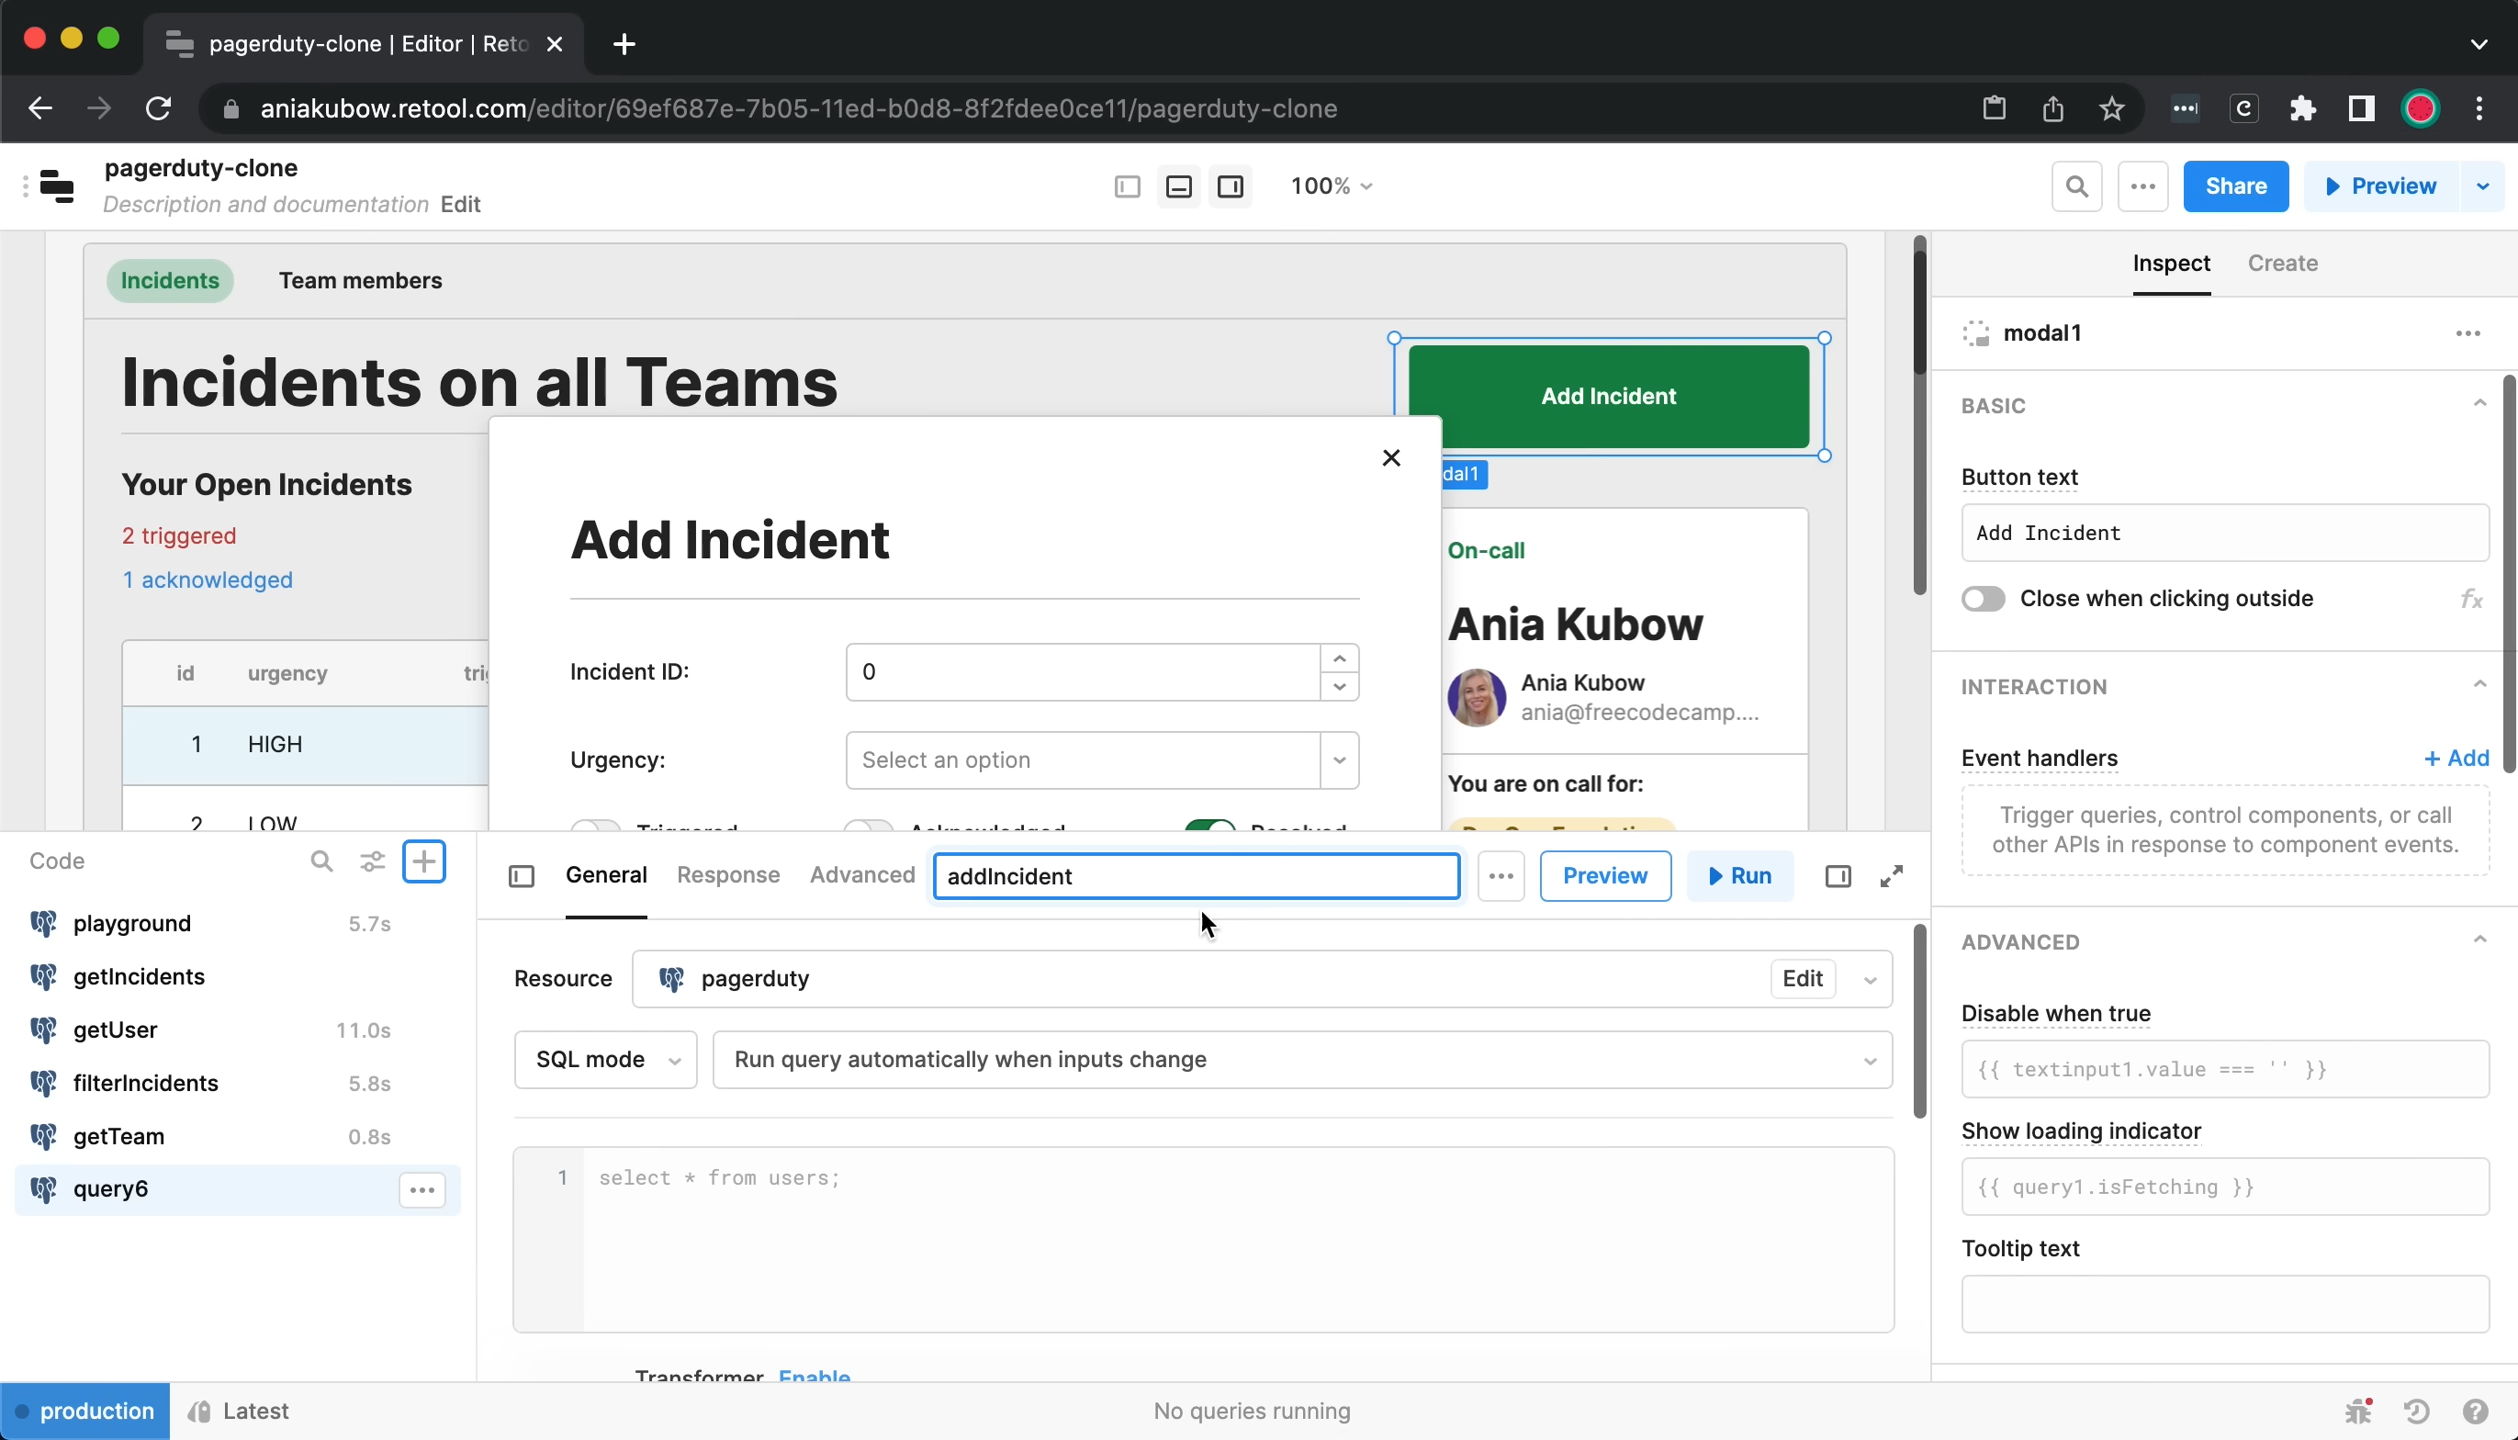 pagerduty-clone | Editor | Reto
aniakubow.retool.com/editor/69ef687e-7b05-11ed-b0d8-8f2fdee0ce11/pagerduty-clone
pagerduty-clone
Description and documentation Edit
100%
Share
Preview
Incidents
Team members
Incidents on all Teams
Add Incident
dal1
Your Open Incidents
2 triggered
1 acknowledged
id urgency tri
1 HIGH
2 LOW
Add Incident
Incident ID: 0
Urgency: Select an option
Triggered Acknowledged Resolved
On-call
Ania Kubow
Ania Kubow
ania@freecodecamp....
You are on call for:
Inspect Create
modal1
BASIC
Button text
Add Incident
Close when clicking outside fx
INTERACTION
Event handlers + Add
Trigger queries, control components, or call
other APIs in response to component events.
ADVANCED
Disable when true
{{ textinput1.value === '' }}
Show loading indicator
{{ query1.isFetching }}
Tooltip text
Code
playground 5.7s
getIncidents
getUser 11.0s
filterIncidents 5.8s
getTeam 0.8s
query6
General Response Advanced addIncident Preview Run
Resource pagerduty Edit
SQL mode Run query automatically when inputs change
1 select * from users;
Transformer Enable
production Latest No queries running